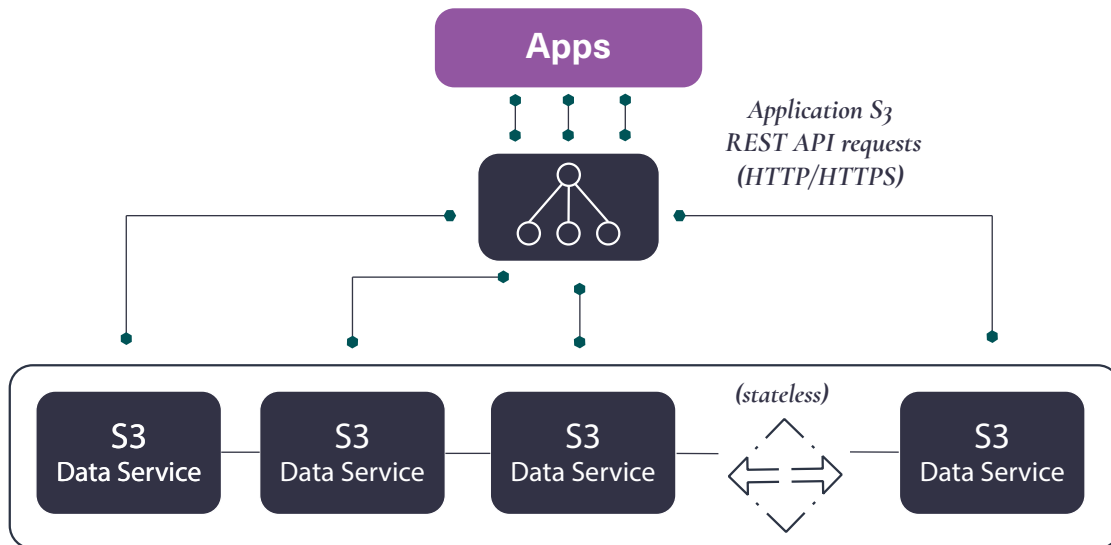 Apps
Application S3
REST API requests
(HTTP/HTTPS)
(stateless)
S3
Data Service
S3
Data Service
S3
Data Service
S3
Data Service